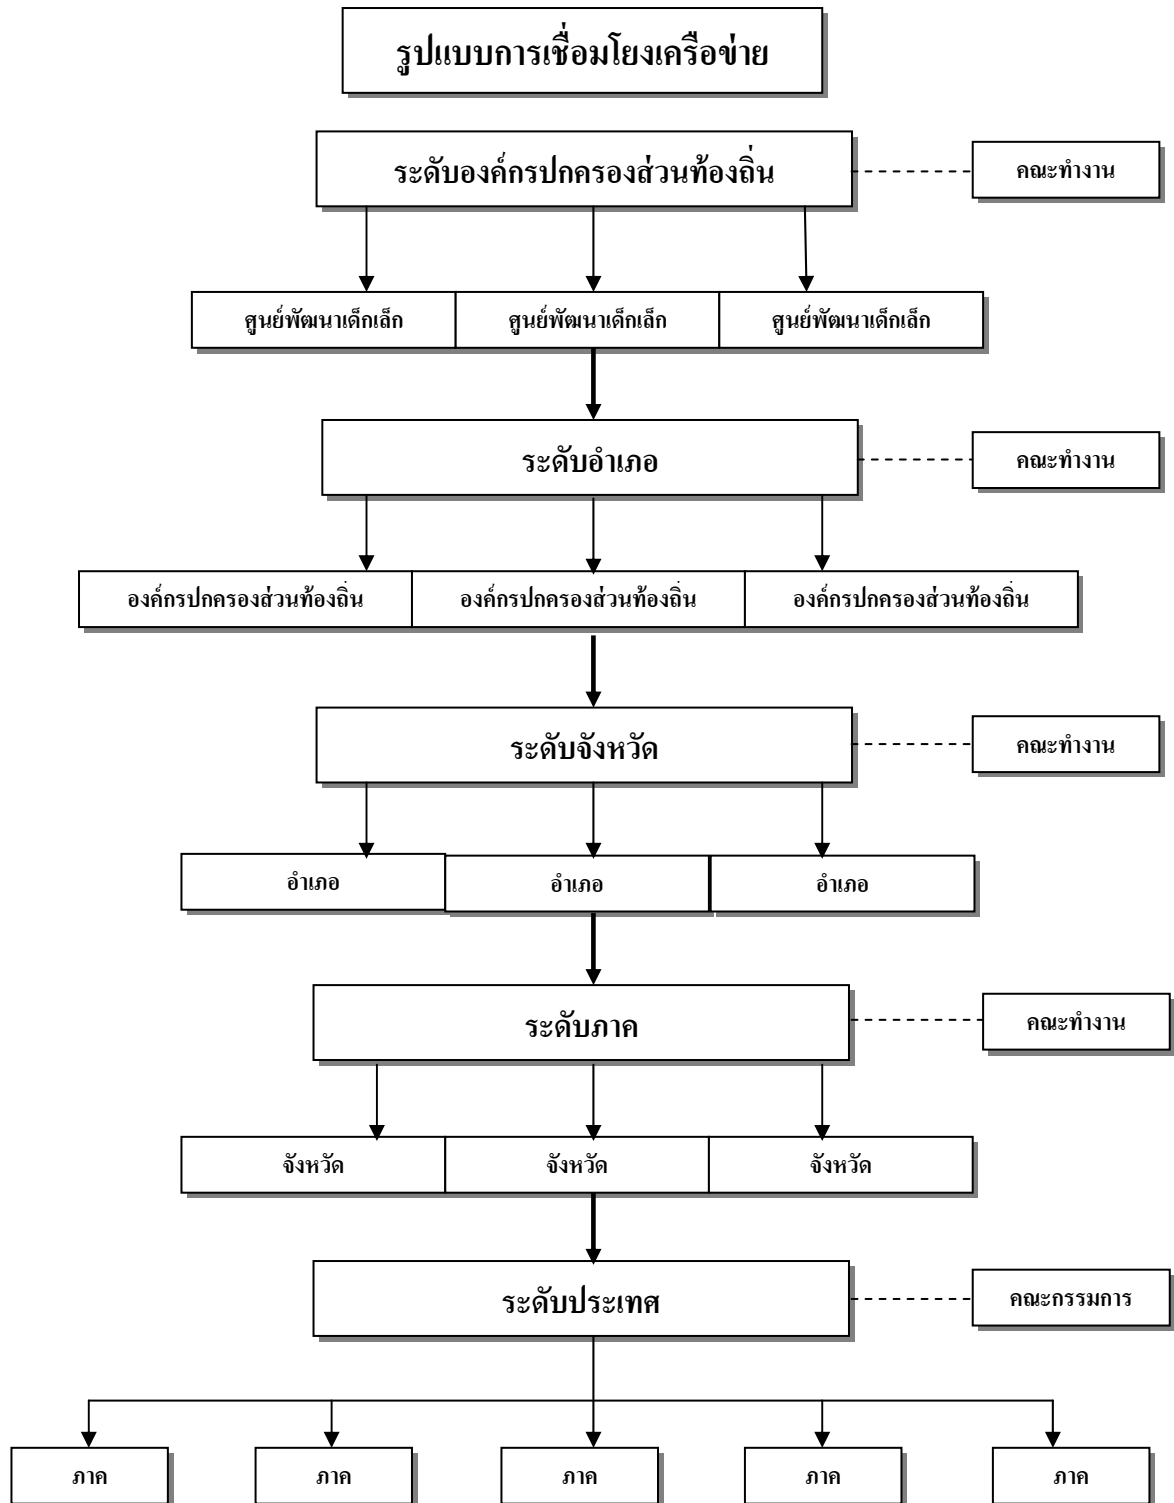 รูปแบบการเชื่อมโยงเครือข่าย
ระดับองค์กรปกครองส่วนท้องถิ่น
คณะทำงาน
ศูนย์พัฒนาเด็กเล็ก
ศูนย์พัฒนาเด็กเล็ก
ศูนย์พัฒนาเด็กเล็ก
ระดับอำเภอ
คณะทำงาน
องค์กรปกครองส่วนท้องถิ่น
องค์กรปกครองส่วนท้องถิ่น
องค์กรปกครองส่วนท้องถิ่น
ระดับจังหวัด
คณะทำงาน
อำเภอ
อำเภอ
อำเภอ
ระดับภาค
คณะทำงาน
จังหวัด
จังหวัด
จังหวัด
ระดับประเทศ
คณะกรรมการ
ภาค
ภาค
ภาค
ภาค
ภาค